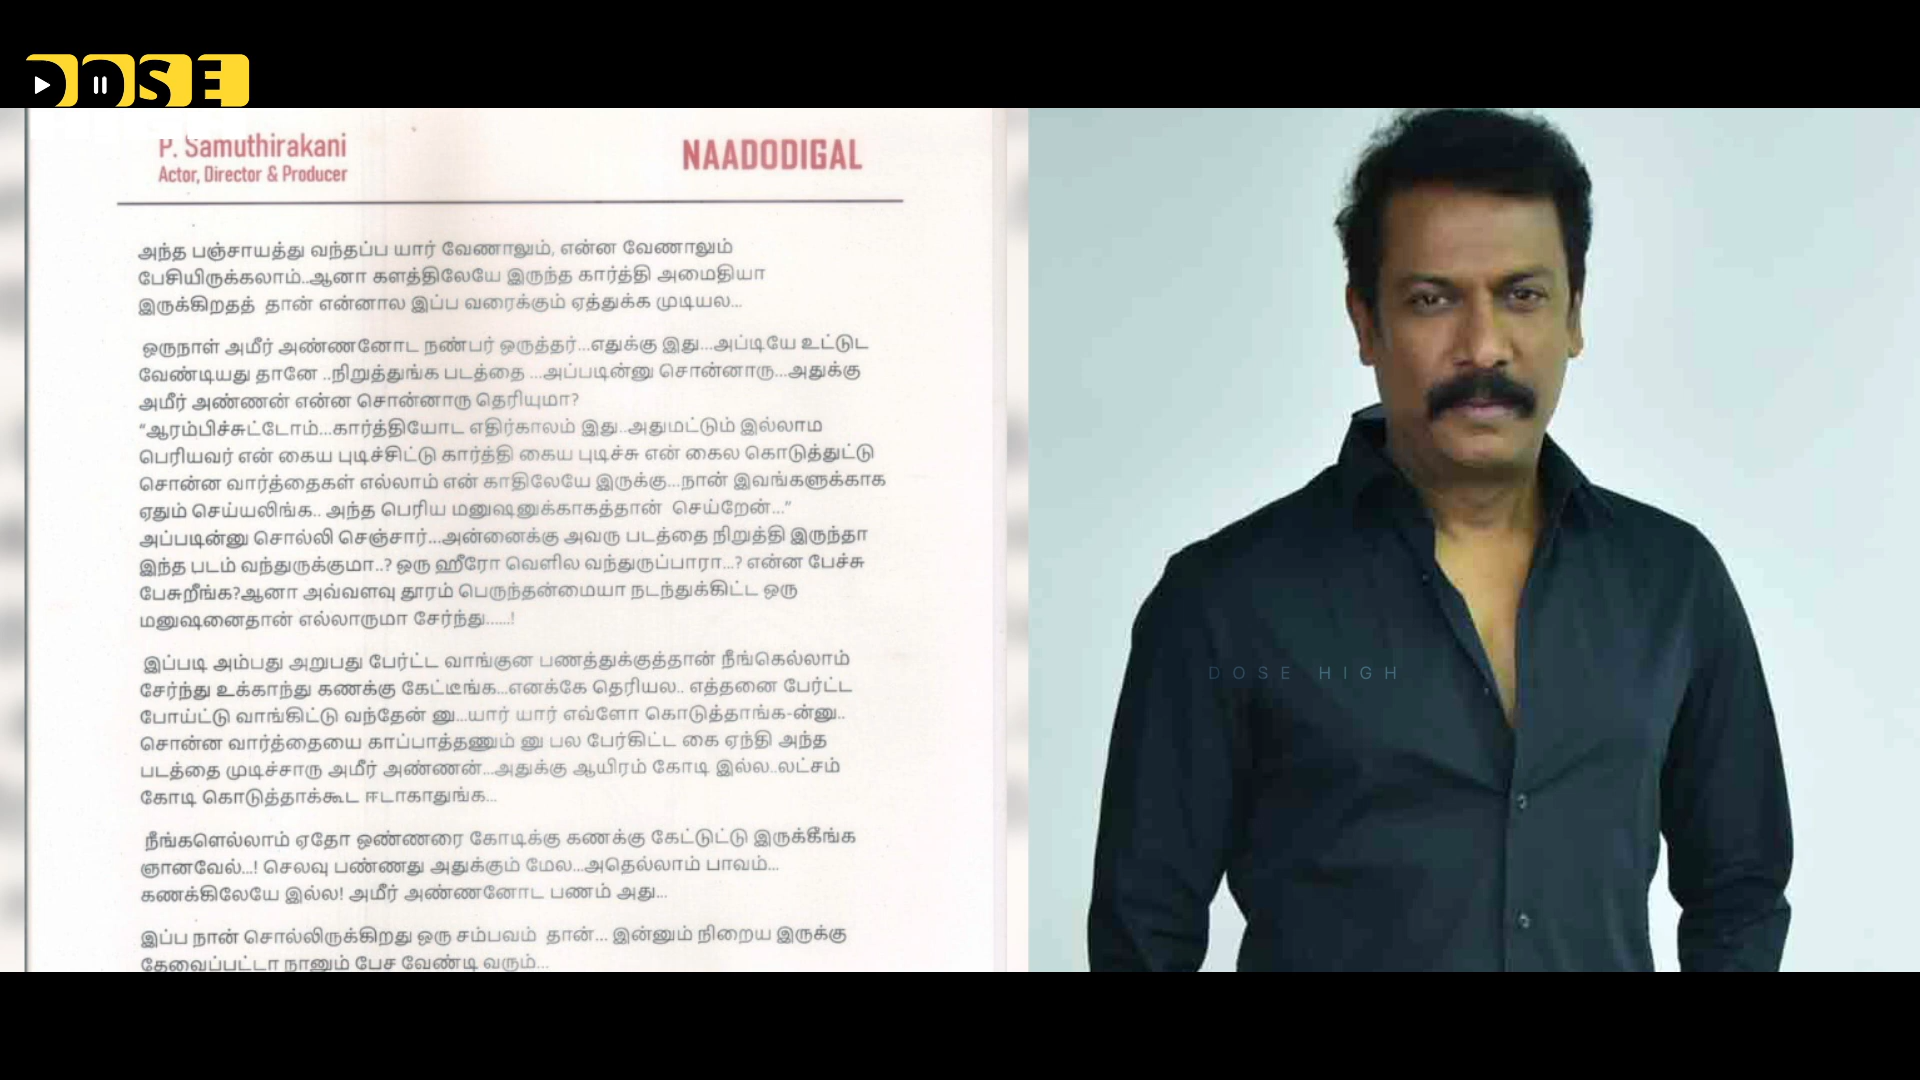 DOSE
P. Samuthirakani
Actor, Director & Producer
NAADODIGAL
அந்த பஞ்சாயத்து வந்தப்ப யார் வேணாலும், என்ன வேணாலும்
பேசியிருக்கலாம்..ஆனா களத்திலேயே இருந்த கார்த்தி அமைதியா
இருக்கிறதத் தான் என்னால இப்ப வரைக்கும் ஏத்துக்க முடியல...
ஒருநாள் அமீர் அண்ணனோட நண்பர் ஒருத்தர்...எதுக்கு இது...அப்டியே உட்டுட
வேண்டியது தானே ..நிறுத்துங்க படத்தை ...அப்படின்னு சொன்னாரு...அதுக்கு
அமீர் அண்ணன் என்ன சொன்னாரு தெரியுமா?
“ஆரம்பிச்சுட்டோம்...கார்த்தியோட எதிர்காலம் இது..அதுமட்டும் இல்லாம
பெரியவர் என் கைய புடிச்சிட்டு கார்த்தி கைய புடிச்சு என் கைல கொடுத்துட்டு
சொன்ன வார்த்தைகள் எல்லாம் என் காதிலேயே இருக்கு...நான் இவங்களுக்காக
ஏதும் செய்யலிங்க.. அந்த பெரிய மனுஷனுக்காகத்தான் செய்றேன்...”
அப்படின்னு சொல்லி செஞ்சார்...அன்னைக்கு அவரு படத்தை நிறுத்தி இருந்தா
இந்த படம் வந்துருக்குமா..? ஒரு ஹீரோ வெளில வந்துருப்பாரா...? என்ன பேச்சு
பேசுறீங்க?ஆனா அவ்வளவு தூரம் பெருந்தன்மையா நடந்துக்கிட்ட ஒரு
மனுஷனைதான் எல்லாருமா சேர்ந்து......!
இப்படி அம்பது அறுபது பேர்ட்ட வாங்குன பணத்துக்குத்தான் நீங்கெல்லாம்
சேர்ந்து உக்காந்து கணக்கு கேட்டீங்க...எனக்கே தெரியல.. எத்தனை பேர்ட்ட
போய்ட்டு வாங்கிட்டு வந்தேன் னு...யார் யார் எவ்ளோ கொடுத்தாங்க-ன்னு..
சொன்ன வார்த்தையை காப்பாத்தணும் னு பல பேர்கிட்ட கை ஏந்தி அந்த
படத்தை முடிச்சாரு அமீர் அண்ணன்...அதுக்கு ஆயிரம் கோடி இல்ல..லட்சம்
கோடி கொடுத்தாக்கூட ஈடாகாதுங்க...
நீங்களெல்லாம் ஏதோ ஒண்ணரை கோடிக்கு கணக்கு கேட்டுட்டு இருக்கீங்க
ஞானவேல்...! செலவு பண்ணது அதுக்கும் மேல...அதெல்லாம் பாவம்...
கணக்கிலேயே இல்ல! அமீர் அண்ணனோட பணம் அது...
இப்ப நான் சொல்லிருக்கிறது ஒரு சம்பவம் தான்... இன்னும் நிறைய இருக்கு
தேவைப்பட்டா நானும் பேச வேண்டி வரும்...
DOSE HIGH